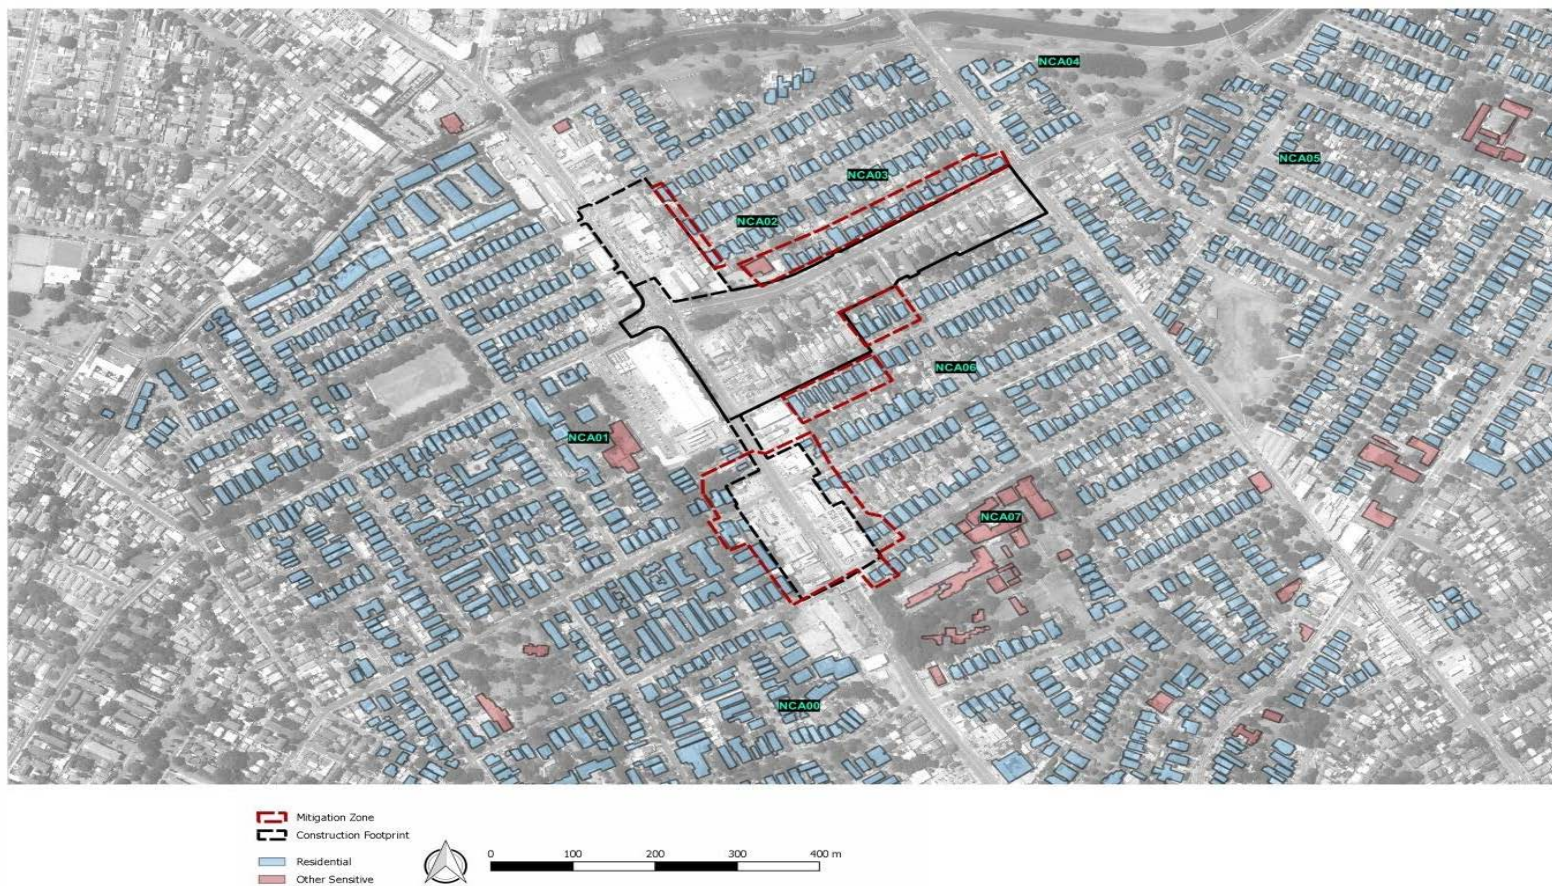 NCA04
NCA05
NCA03
NCA02
NCA06
NCA01
NCA07
NCA00
Mitigation Zone
Construction Footprint
Residential
Other Sensitive
0 100 200 300 400 m